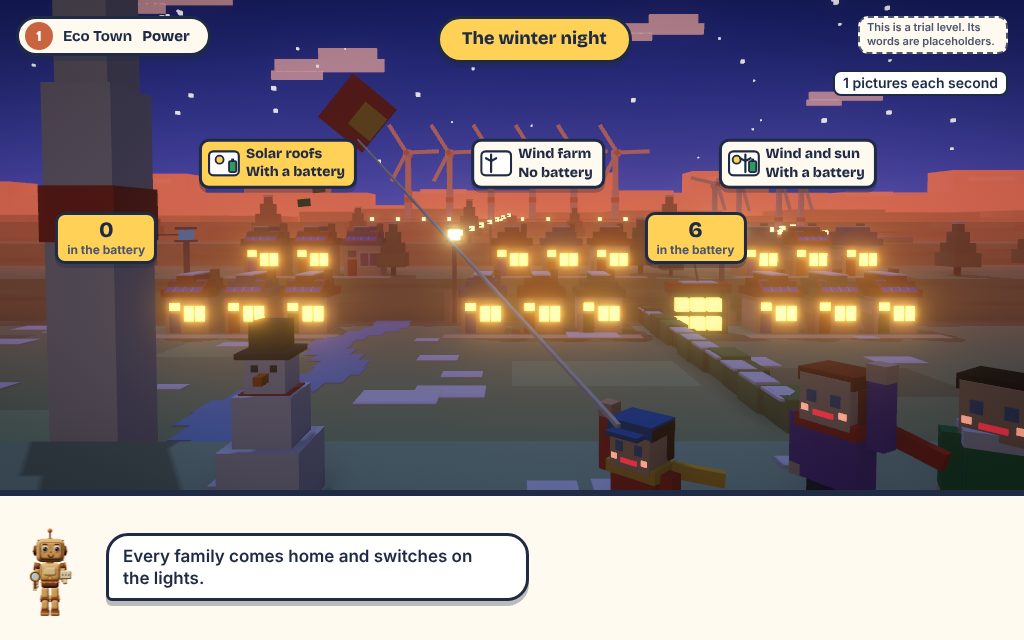 1 Eco Town Power
The winter night
This is a trial level. Its
words are placeholders.
1 pictures each second
Solar roofs
With a battery
Wind farm
No battery
Wind and sun
With a battery
0
in the battery
6
in the battery
Every family comes home and switches on
the lights.